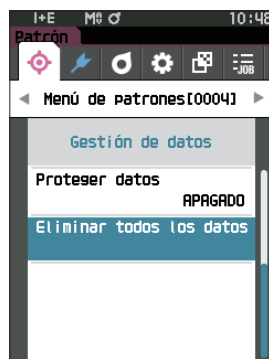 I+E M0 10:48
Patrón
-JOB
Menú de patrones[0004]
Gestión de datos
Proteger datos
APAGADO
Eliminar todos los datos